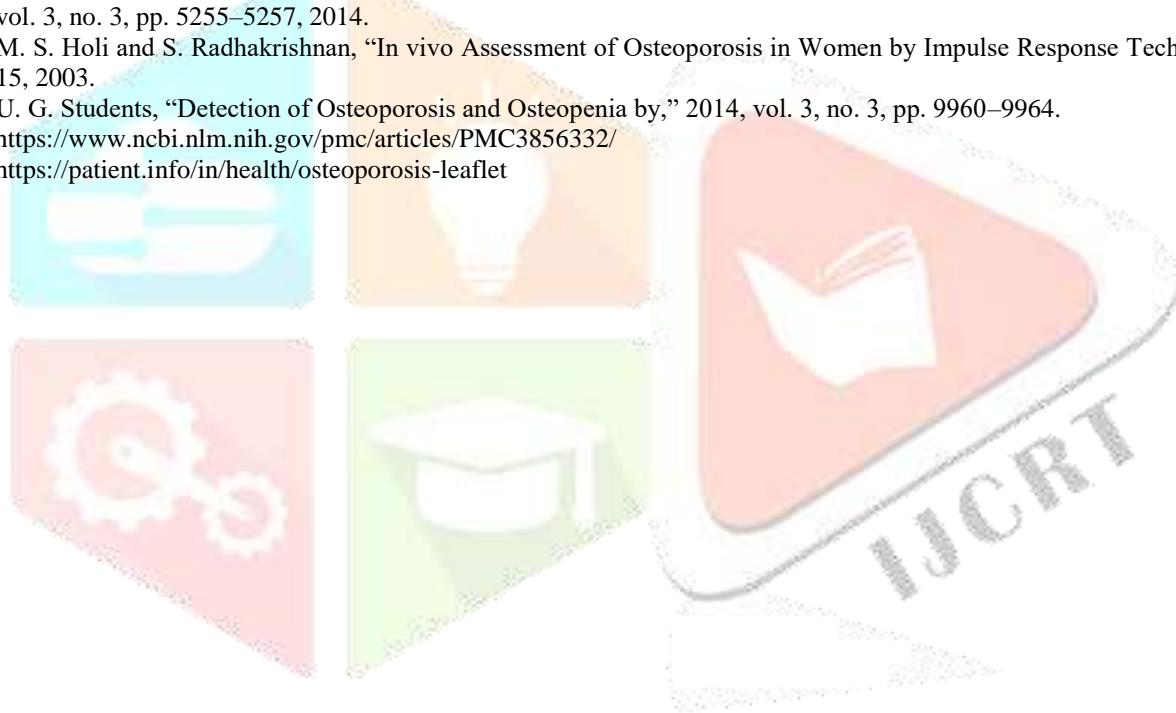 vol. 3, no. 3, pp. 5255–5257, 2014.
M. S. Holi and S. Radhakrishnan, “In vivo Assessment of Osteoporosis in Women by Impulse Response Tech
15, 2003.
U. G. Students, “Detection of Osteoporosis and Osteopenia by,” 2014, vol. 3, no. 3, pp. 9960–9964.
https://www.ncbi.nlm.nih.gov/pmc/articles/PMC3856332/
https://patient.info/in/health/osteoporosis-leaflet
IJCRT